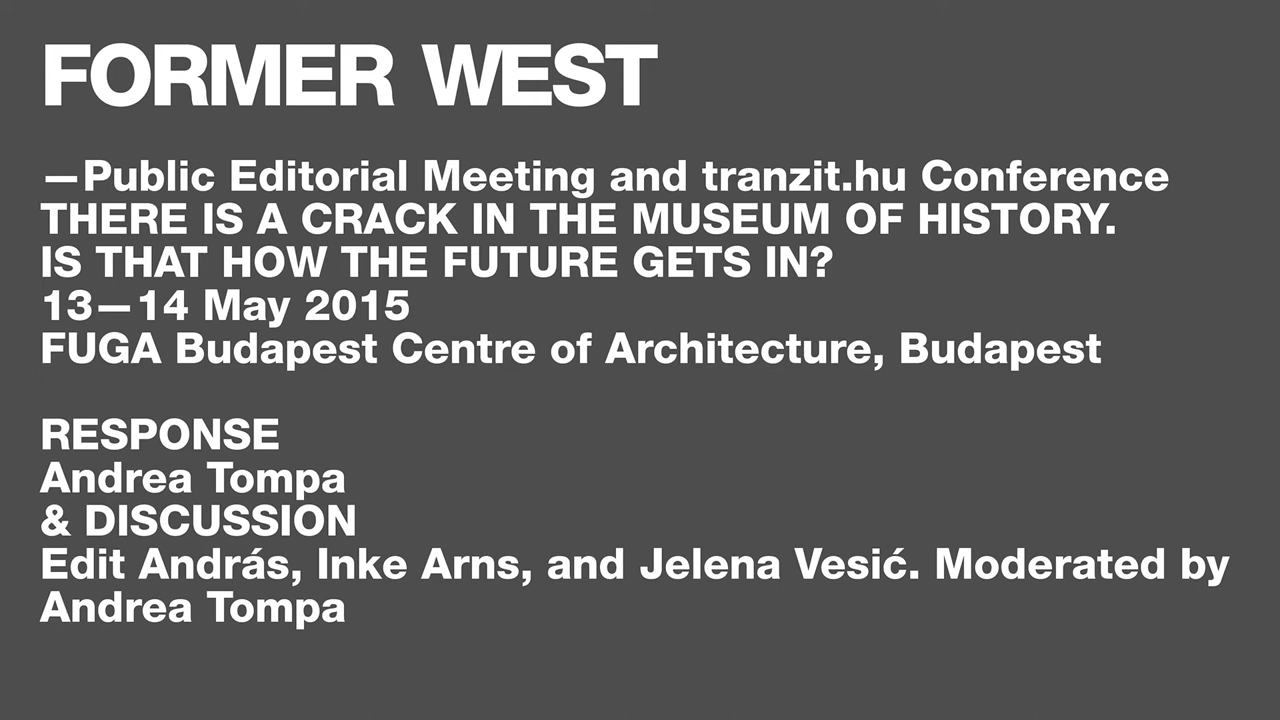 FORMER WEST
—Public Editorial Meeting and tranzit.hu Conference
THERE IS A CRACK IN THE MUSEUM OF HISTORY.
IS THAT HOW THE FUTURE GETS IN?
13—14 May 2015
FUGA Budapest Centre of Architecture, Budapest
RESPONSE
Andrea Tompa
& DISCUSSION
Edit András, Inke Arns, and Jelena Vesić. Moderated by
Andrea Tompa